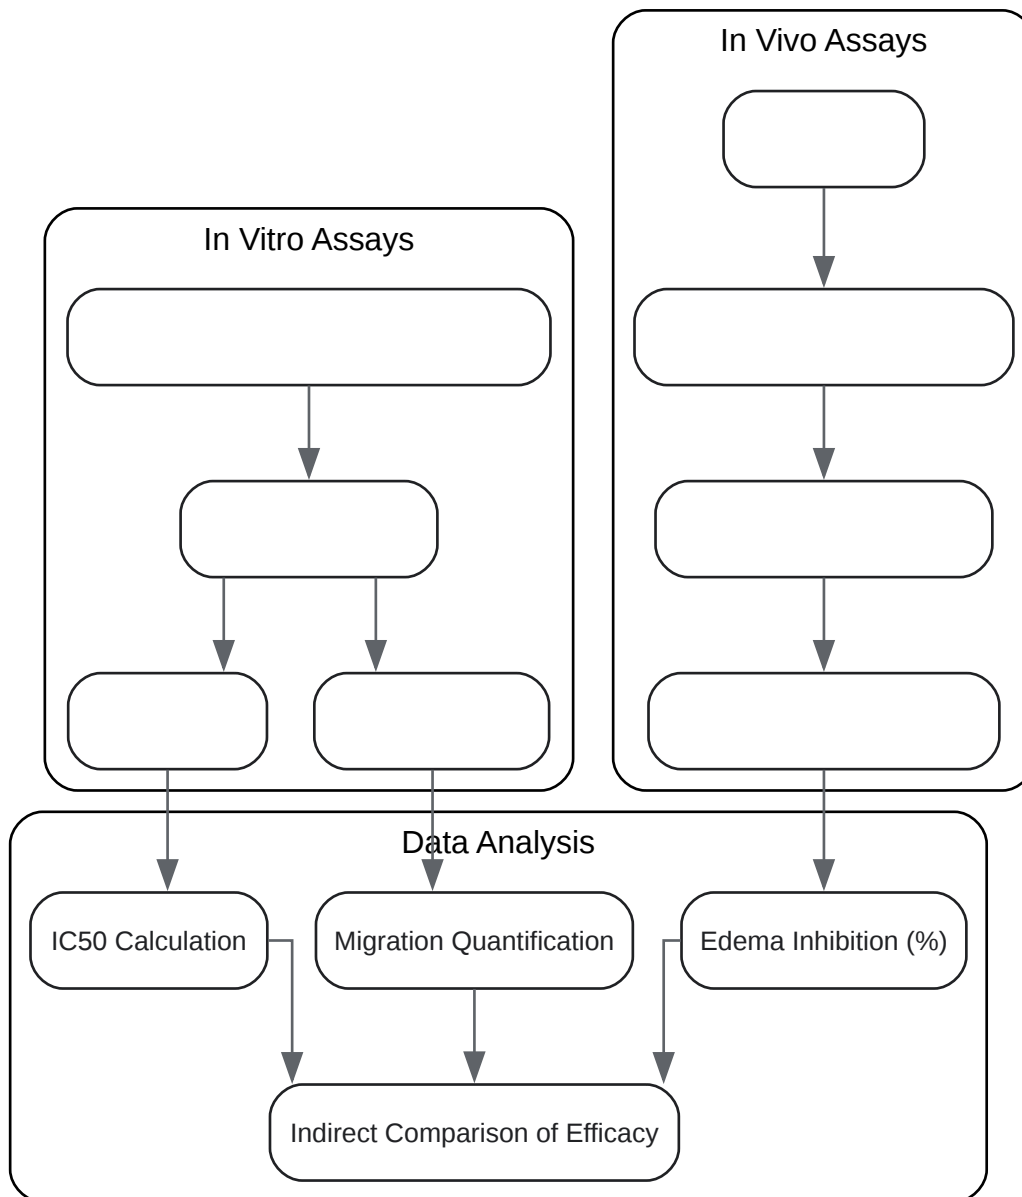 In Vivo Assays
In Vitro Assays
Data Analysis
IC50 Calculation
Migration Quantification
Edema Inhibition (%)
Indirect Comparison of Efficacy